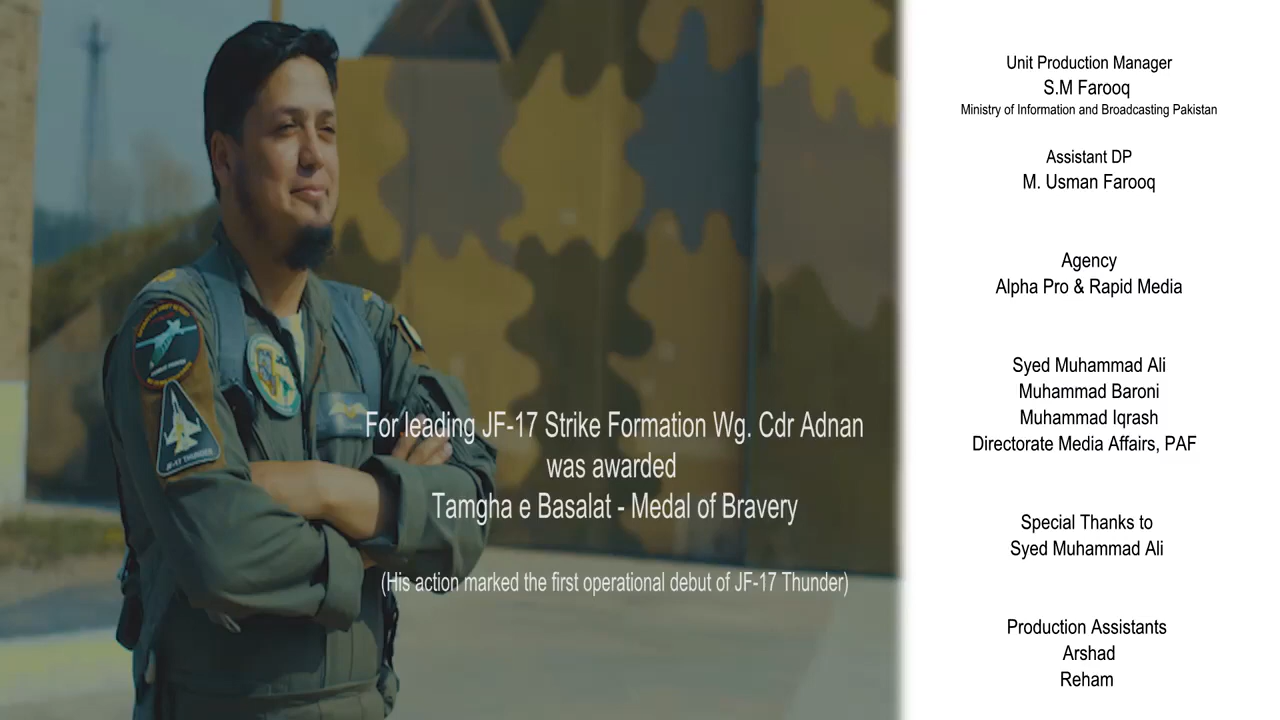 For leading JF-17 Strike Formation Wg. Cdr Adnan
was awarded
Tamgha e Basalat - Medal of Bravery
(His action marked the first operational debut of JF-17 Thunder)
JF-17 THUNDER
Unit Production Manager
S.M Farooq
Ministry of Information and Broadcasting Pakistan
Assistant DP
M. Usman Farooq
Agency
Alpha Pro & Rapid Media
Syed Muhammad Ali
Muhammad Baroni
Muhammad Iqrash
Directorate Media Affairs, PAF
Special Thanks to
Syed Muhammad Ali
Production Assistants
Arshad
Reham